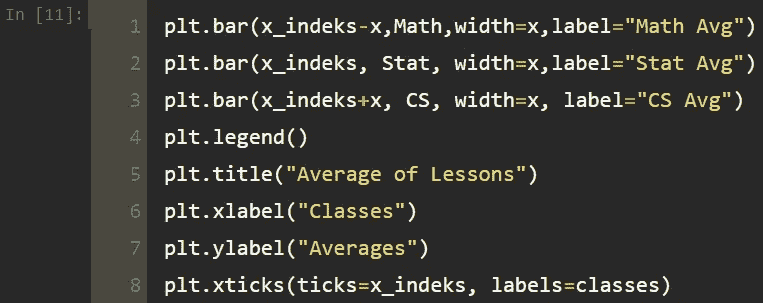 In [11]:
1 plt.bar(x_indeks-x,Math,width=x,label="Math Avg")
2 plt.bar(x_indeks, Stat, width=x,label="Stat Avg")
3 plt.bar(x_indeks+x, CS, width=x, label="CS Avg")
4 plt.legend()
5 plt.title("Average of Lessons")
6 plt.xlabel("Classes")
7 plt.ylabel("Averages")
8 plt.xticks(ticks=x_indeks, labels=classes)